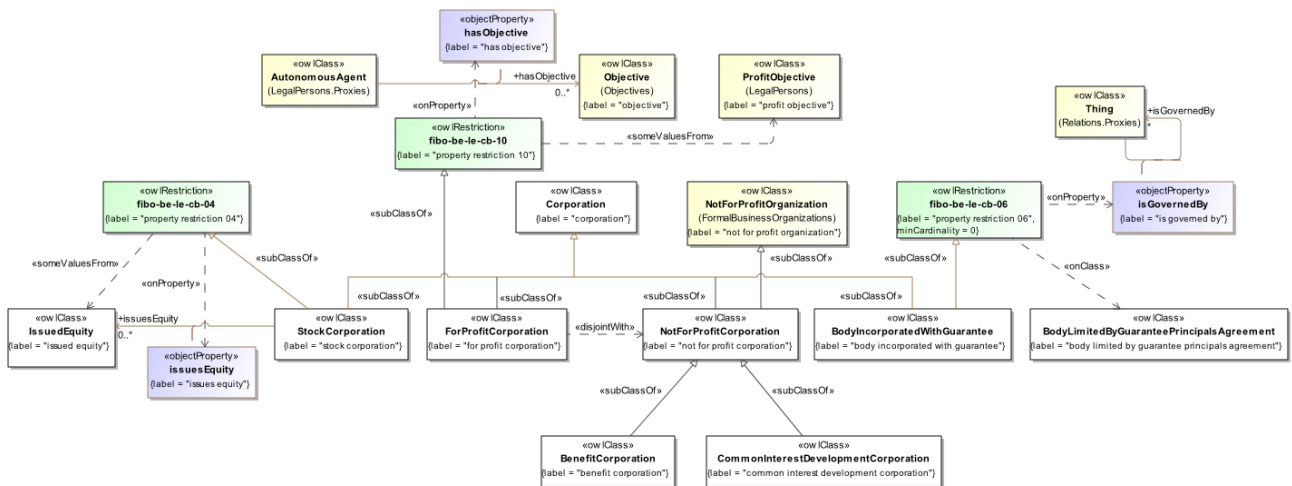 «objectProperty»
hasObjective
{label = "has objective"}
«owlClass»
AutonomousAgent
(LegalPersons.Proxies)
+hasObjective
0..*
«owlClass»
Objective
(Objectives)
{label = "objective"}
«owlClass»
ProfitObjective
(LegalPersons)
{label = "profit objective"}
«onProperty»
«owlRestriction»
fibo-be-le-cb-10
{label = "property restriction 10"}
«someValuesFrom»
«owlClass»
Thing
(Relations.Proxies)
+isGovernedBy
*
«owlRestriction»
fibo-be-le-cb-04
{label = "property restriction 04"}
«subClassOf»
«owlClass»
Corporation
{label = "corporation"}
«owlClass»
NotForProfitOrganization
(FormalBusinessOrganizations)
{label = "not for profit organization"}
«owlRestriction»
fibo-be-le-cb-06
{label = "property restriction 06",
minCardinality = 0}
«onProperty»
«objectProperty»
isGovernedBy
{label = "is governed by"}
«someValuesFrom»
«onProperty»
«subClassOf»
«onClass»
«subClassOf»
«subClassOf»
«subClassOf»
«subClassOf»
«subClassOf»
«owlClass»
IssuedEquity
{label = "issued equity"}
+issuesEquity
0..*
«objectProperty»
issuesEquity
{label = "issues equity"}
«owlClass»
StockCorporation
{label = "stock corporation"}
«owlClass»
ForProfitCorporation
{label = "for profit corporation"}
«disjointWith»
«owlClass»
NotForProfitCorporation
{label = "not for profit corporation"}
«owlClass»
BodyIncorporatedWithGuarantee
{label = "body incorporated with guarantee"}
«owlClass»
BodyLimitedByGuaranteePrincipalsAgreement
{label = "body limited by guarantee principals agreement"}
«subClassOf»
«subClassOf»
«owlClass»
BenefitCorporation
{label = "benefit corporation"}
«owlClass»
CommonInterestDevelopmentCorporation
{label = "common interest development corporation"}